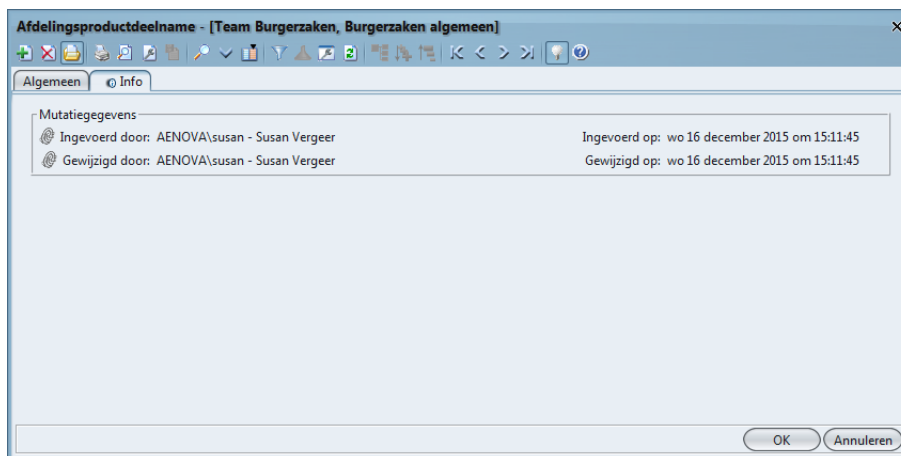 Afdelingsproductdeelname - [Team Burgerzaken, Burgerzaken algemeen]
Algemeen Info
Mutatiegegevens
Ingevoerd door: AENOVA\susan - Susan Vergeer Ingevoerd op: wo 16 december 2015 om 15:11:45
Gewijzigd door: AENOVA\susan - Susan Vergeer Gewijzigd op: wo 16 december 2015 om 15:11:45
OK Annuleren